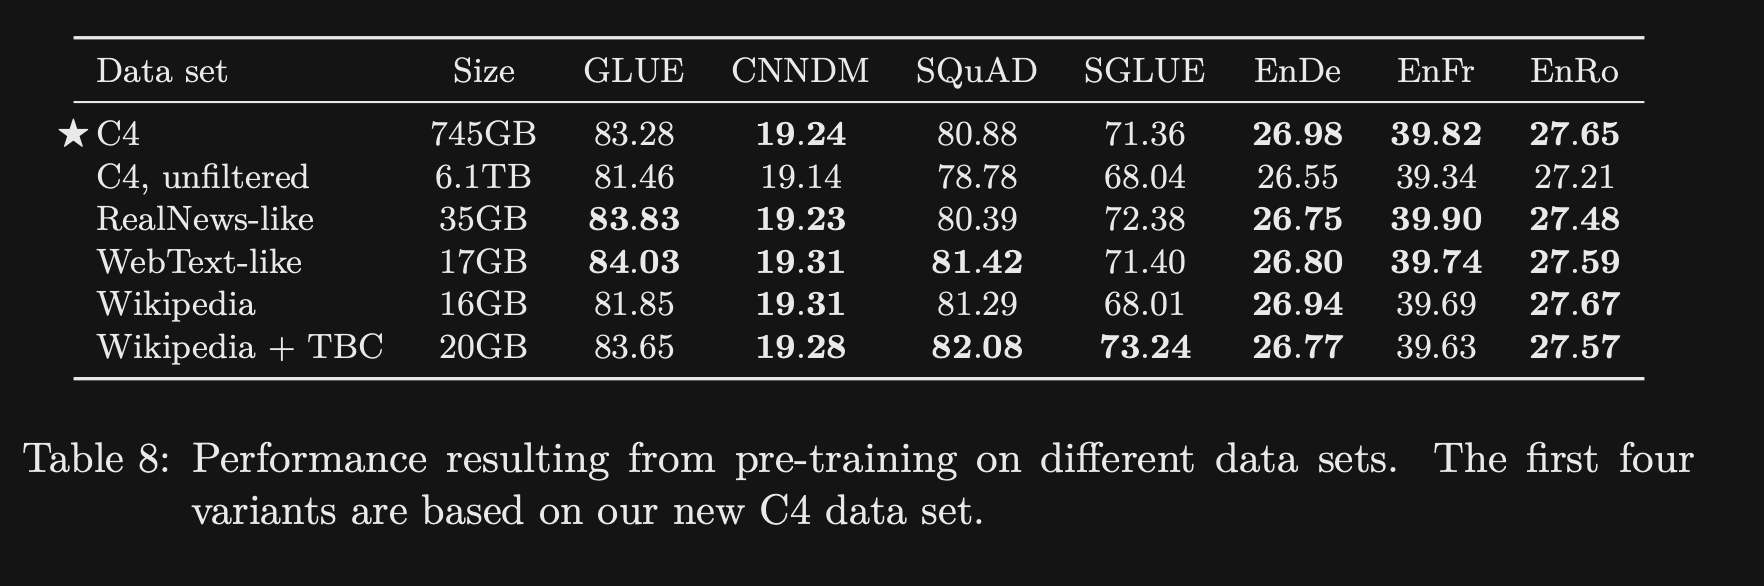 Data set Size GLUE CNNDM SQuAD SGLUE EnDe EnFr EnRo
★ C4 745GB 83.28 19.24 80.88 71.36 26.98 39.82 27.65
C4, unfiltered 6.1TB 81.46 19.14 78.78 68.04 26.55 39.34 27.21
RealNews-like 35GB 83.83 19.23 80.39 72.38 26.75 39.90 27.48
WebText-like 17GB 84.03 19.31 81.42 71.40 26.80 39.74 27.59
Wikipedia 16GB 81.85 19.31 81.29 68.01 26.94 39.69 27.67
Wikipedia + TBC 20GB 83.65 19.28 82.08 73.24 26.77 39.63 27.57
Table 8: Performance resulting from pre-training on different data sets. The first four
variants are based on our new C4 data set.